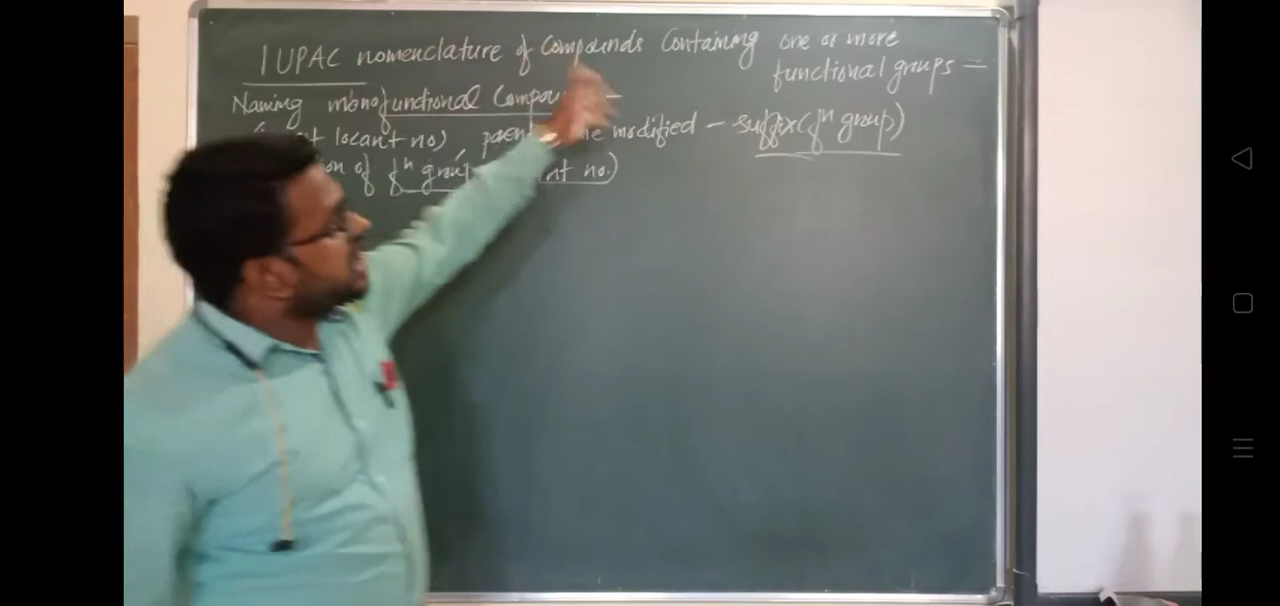 IUPAC nomenclature of Compounds Containing one or more
functional groups —
Naming monofunctional Compou —
locant no) modified - suffix (fⁿ group)
ion of fⁿ group nt no.)